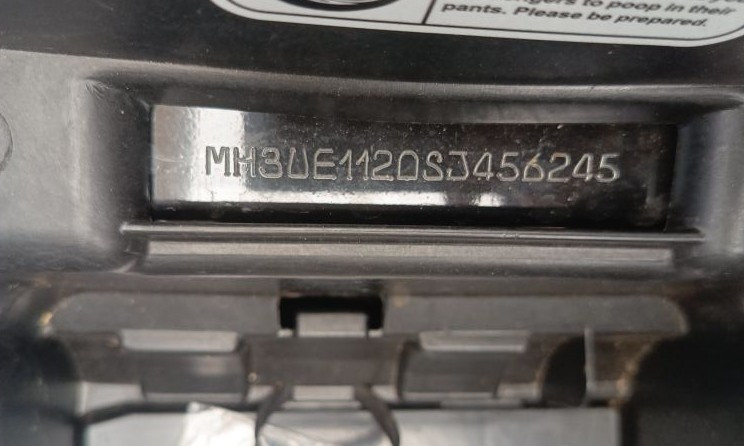 to poop in their
pants. Please be prepared.
MH3UE1120SJ456245